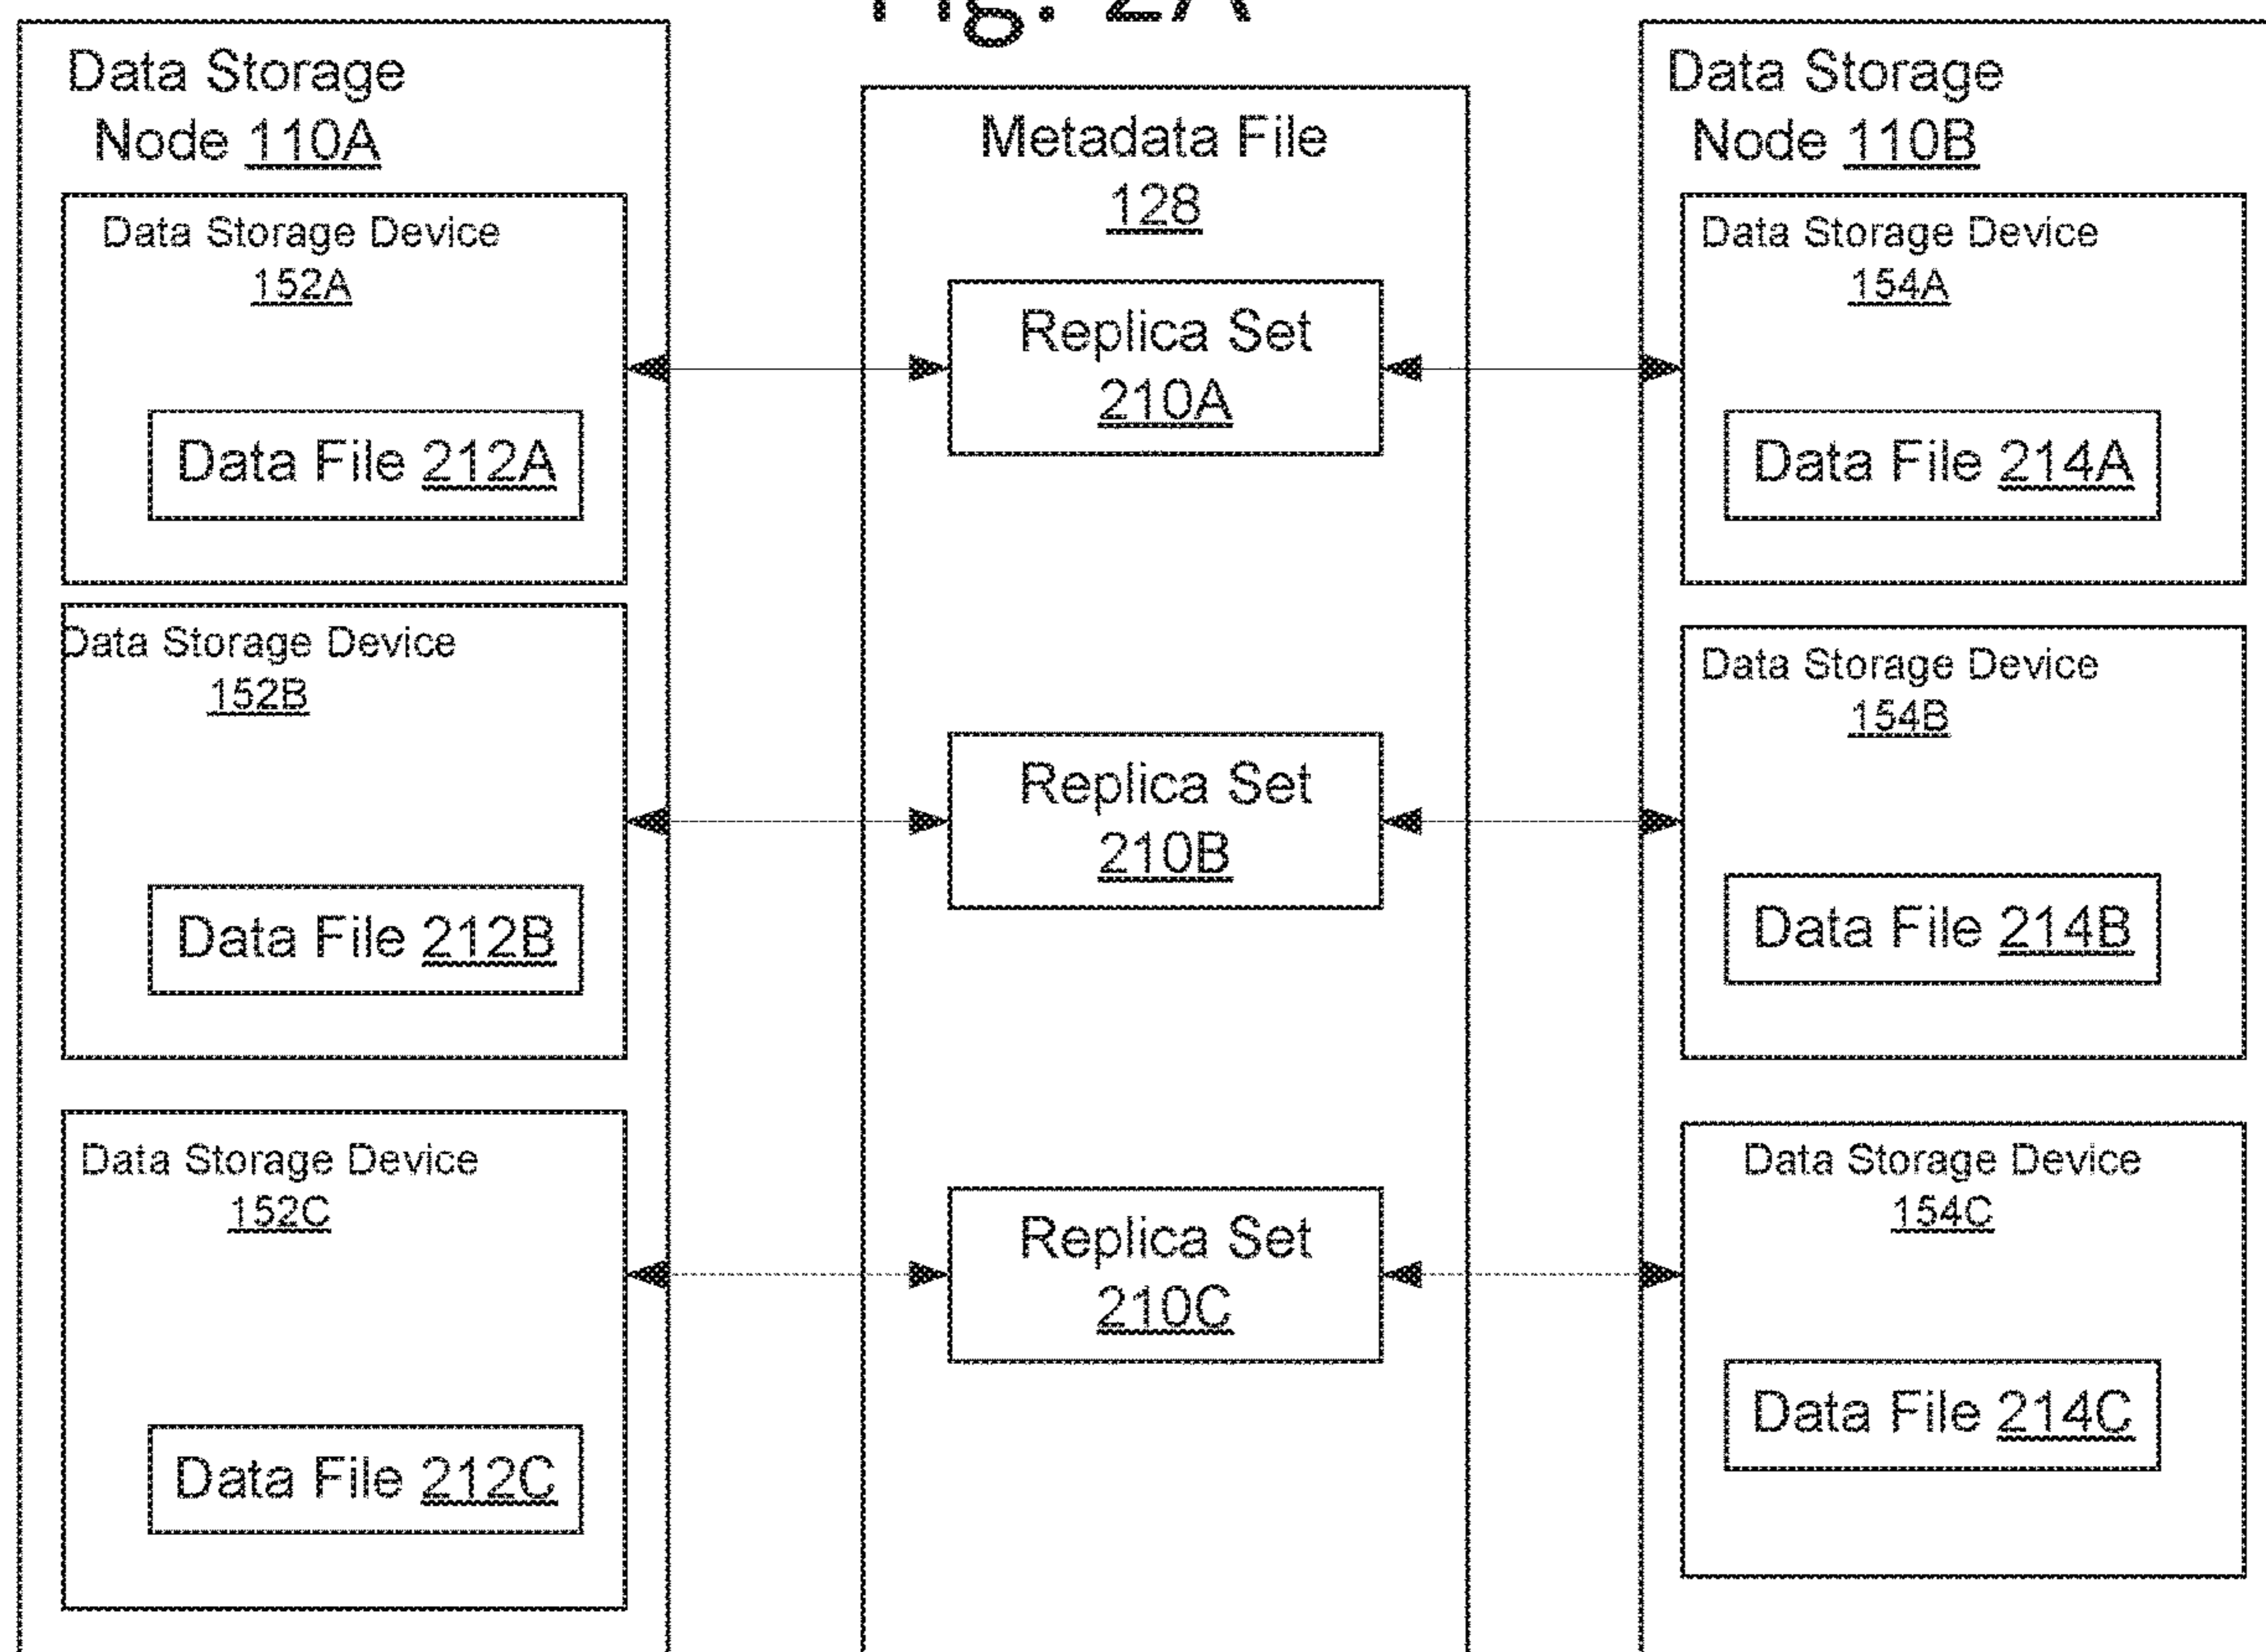 Fig. 2A
Data Storage
Node 110A
Data Storage Device
152A
Data File 212A
Data Storage Device
152B
Data File 212B
Data Storage Device
152C
Data File 212C
Metadata File
128
Replica Set
210A
Replica Set
210B
Replica Set
210C
Data Storage
Node 110B
Data Storage Device
154A
Data File 214A
Data Storage Device
154B
Data File 214B
Data Storage Device
154C
Data File 214C